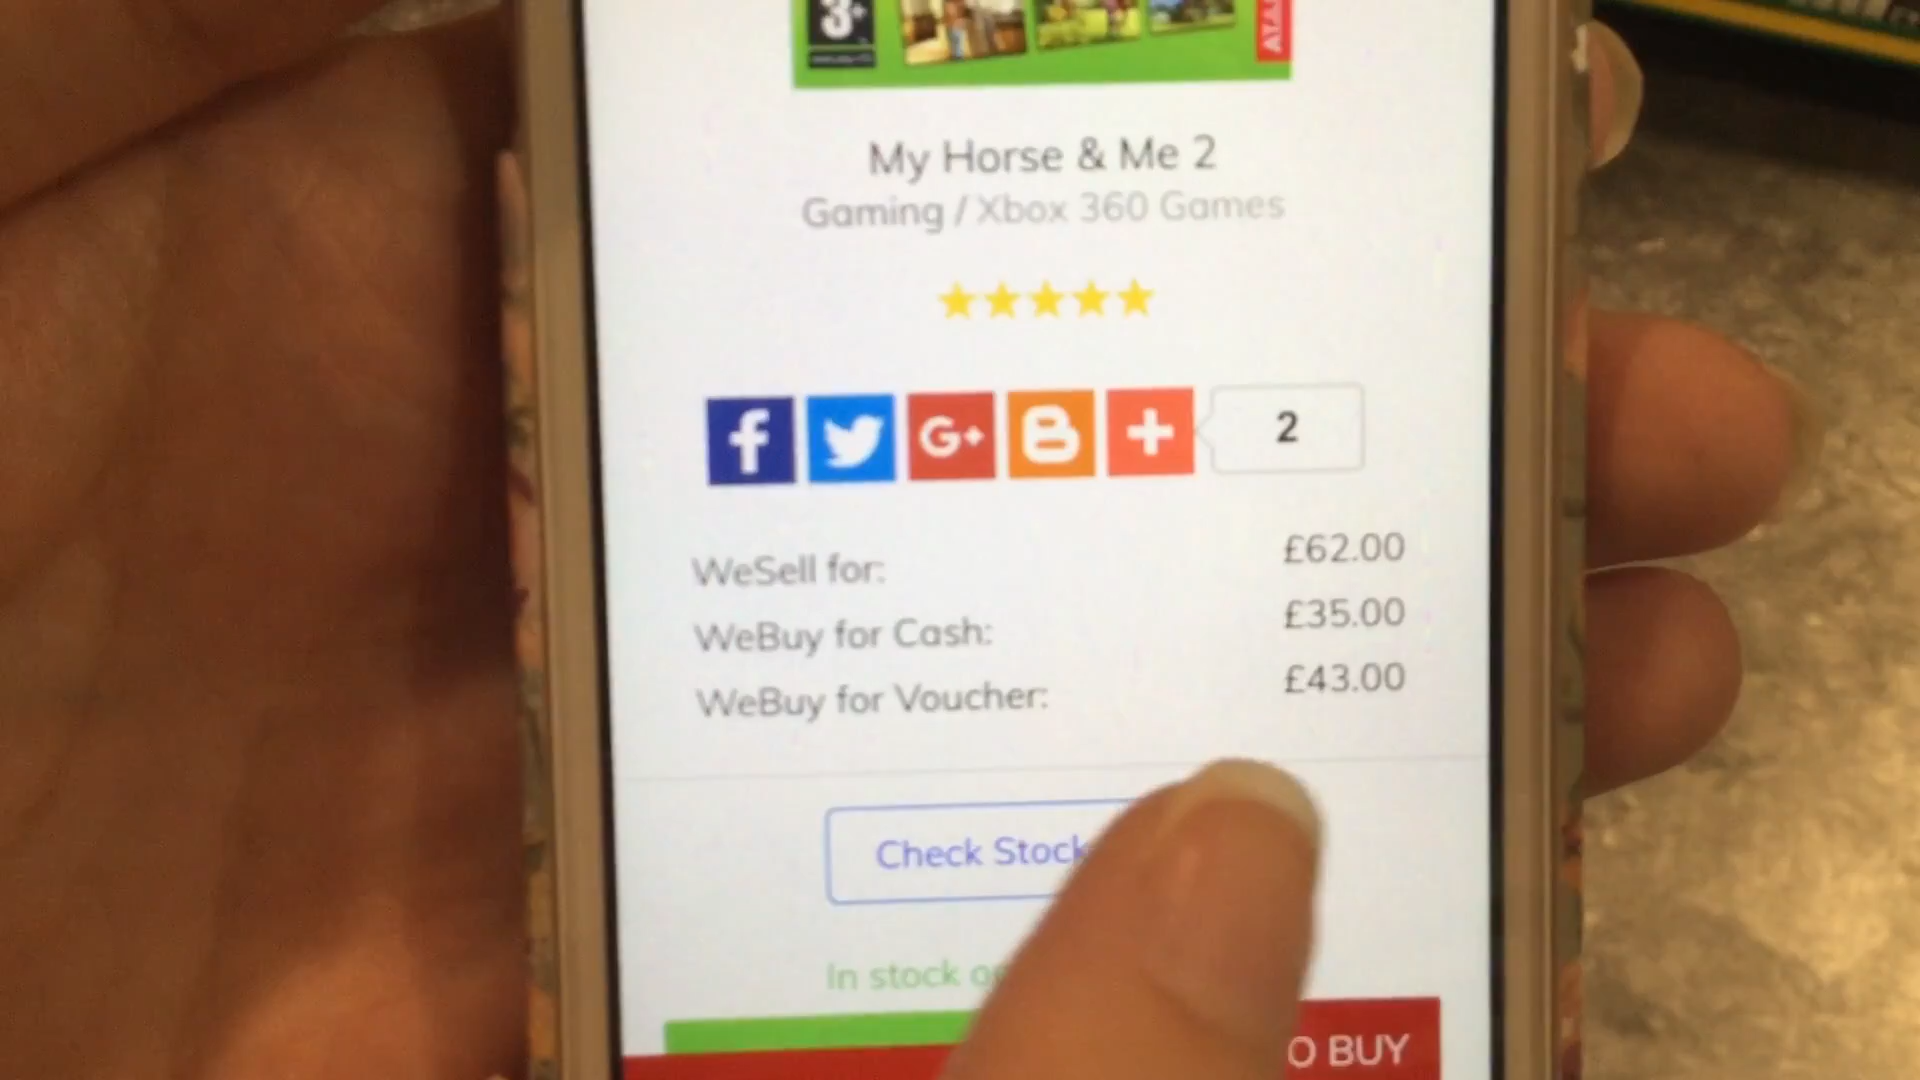 3+
ATA
My Horse & Me 2
Gaming / Xbox 360 Games
f G+ B + 2
WeSell for: £62.00
WeBuy for Cash: £35.00
WeBuy for Voucher: £43.00
Check Stock
In stock
O BUY